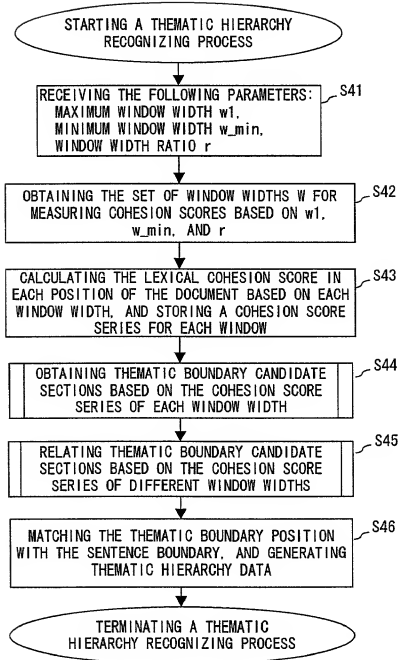 STARTING A THEMATIC HIERARCHY
RECOGNIZING PROCESS
S41
RECEIVING THE FOLLOWING PARAMETERS:
MAXIMUM WINDOW WIDTH w1,
MINIMUM WINDOW WIDTH w_min,
WINDOW WIDTH RATIO r
S42
OBTAINING THE SET OF WINDOW WIDTHS W FOR
MEASURING COHESION SCORES BASED ON w1,
w_min, AND r
S43
CALCULATING THE LEXICAL COHESION SCORE IN
EACH POSITION OF THE DOCUMENT BASED ON EACH
WINDOW WIDTH, AND STORING A COHESION SCORE
SERIES FOR EACH WINDOW
S44
OBTAINING THEMATIC BOUNDARY CANDIDATE
SECTIONS BASED ON THE COHESION SCORE
SERIES OF EACH WINDOW WIDTH
S45
RELATING THEMATIC BOUNDARY CANDIDATE
SECTIONS BASED ON THE COHESION SCORE
SERIES OF DIFFERENT WINDOW WIDTHS
S46
MATCHING THE THEMATIC BOUNDARY POSITION
WITH THE SENTENCE BOUNDARY, AND GENERATING
THEMATIC HIERARCHY DATA
TERMINATING A THEMATIC
HIERARCHY RECOGNIZING PROCESS